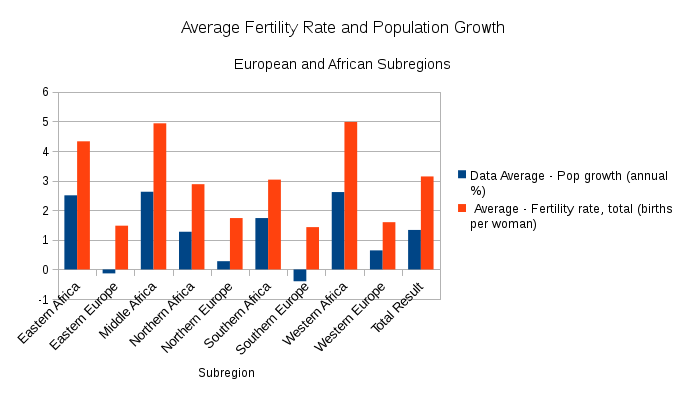 Average Fertility Rate and Population Growth
European and African Subregions
6
5
4
3
2
1
0
-1
Eastern Africa
Eastern Europe
Middle Africa
Northern Africa
Northern Europe
Southern Africa
Southern Europe
Western Africa
Western Europe
Total Result
Subregion
Data Average - Pop growth (annual
%)
Average - Fertility rate, total (births
per woman)